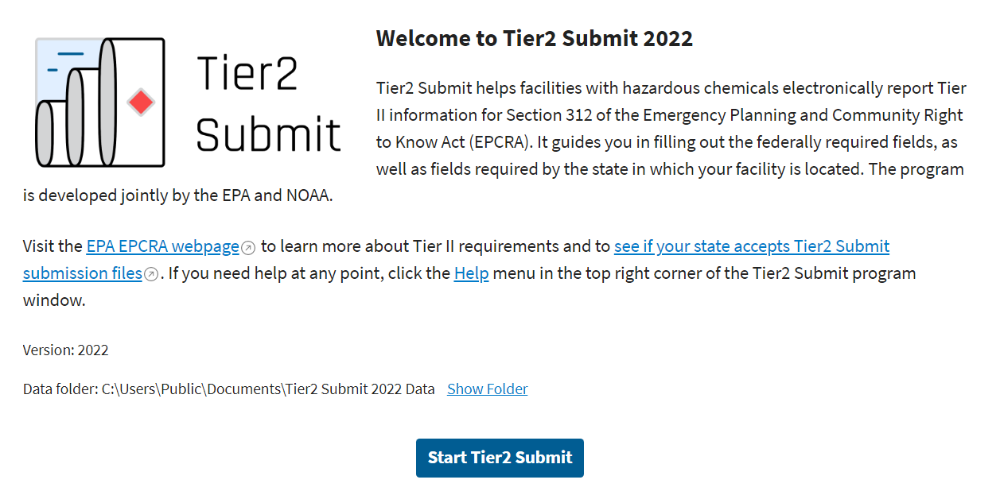 Tier2
Submit
Welcome to Tier2 Submit 2022
Tier2 Submit helps facilities with hazardous chemicals electronically report Tier
II information for Section 312 of the Emergency Planning and Community Right
to Know Act (EPCRA). It guides you in filling out the federally required fields, as
well as fields required by the state in which your facility is located. The program
is developed jointly by the EPA and NOAA.
Visit the EPA EPCRA webpage to learn more about Tier II requirements and to see if your state accepts Tier2 Submit
submission files. If you need help at any point, click the Help menu in the top right corner of the Tier2 Submit program
window.
Version: 2022
Data folder: C:\Users\Public\Documents\Tier2 Submit 2022 Data Show Folder
Start Tier2 Submit